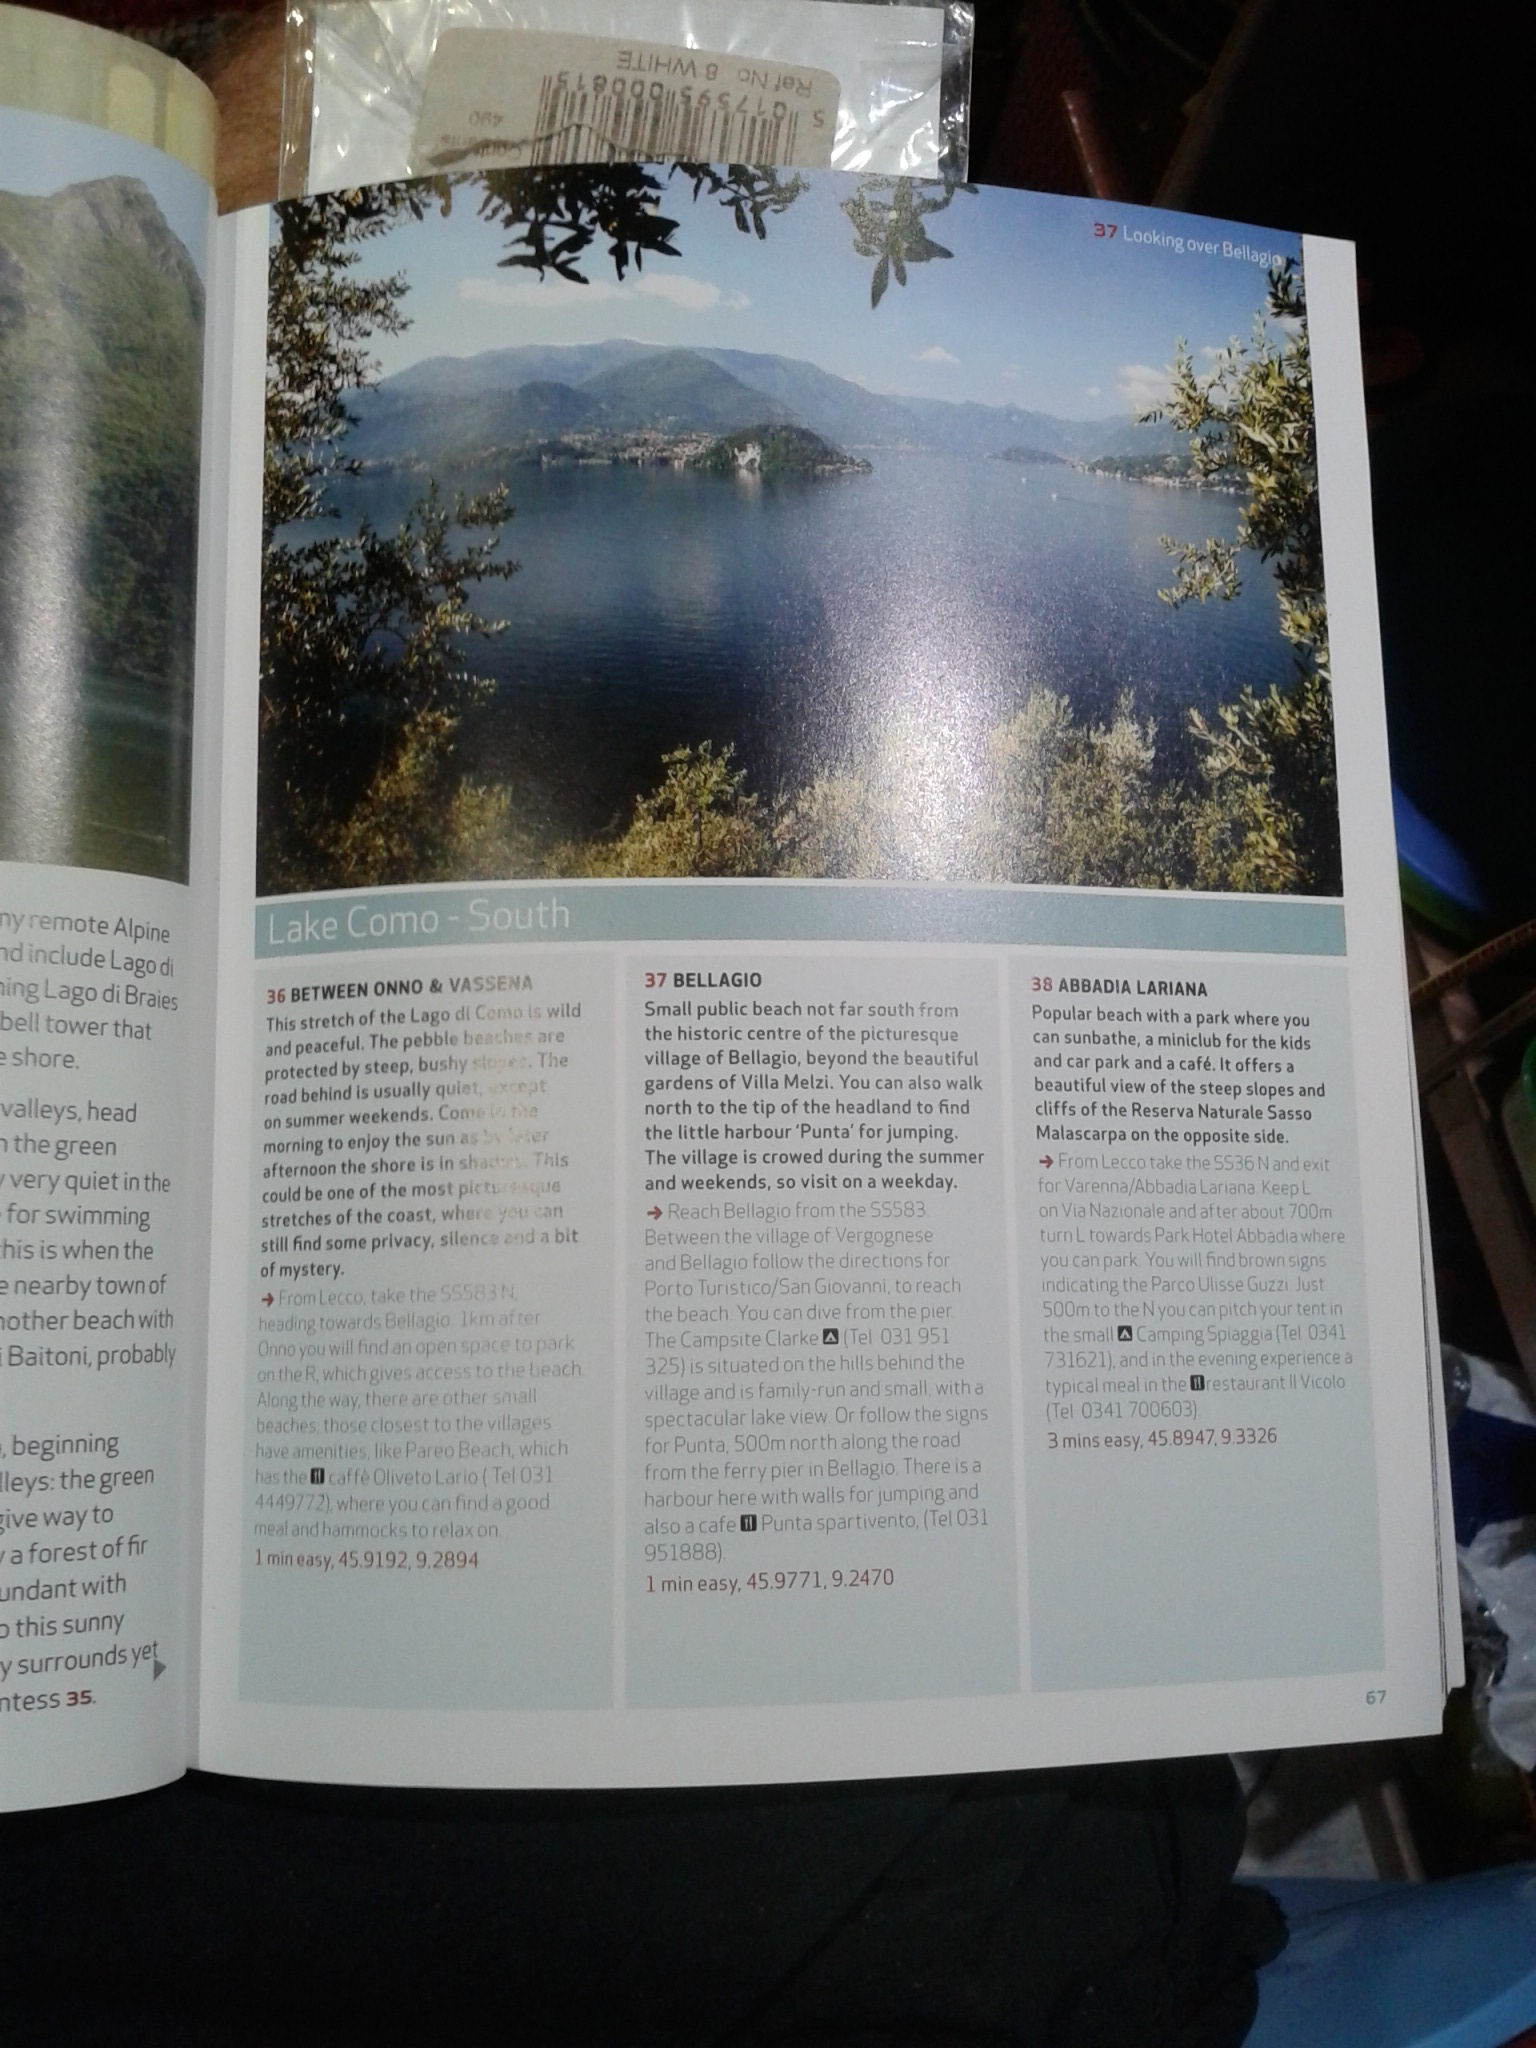 Ref No 8 WHITE
5 017595 000815
Contents
490
37 Looking over Bellagio
ny remote Alpine
nd include Lago di
ning Lago di Braies
bell tower that
e shore.
valleys, head
n the green
y very quiet in the
for swimming
this is when the
e nearby town of
nother beach with
i Baitoni, probably
, beginning
lleys: the green
give way to
y a forest of fir
undant with
o this sunny
y surrounds yet
ntess 35.
Lake Como - South
36 BETWEEN ONNO & VASSENA
This stretch of the Lago di Como is wild
and peaceful. The pebble beaches are
protected by steep, bushy slopes. The
road behind is usually quiet, except
on summer weekends. Come in the
morning to enjoy the sun as by later
afternoon the shore is in shadow. This
could be one of the most picturesque
stretches of the coast, where you can
still find some privacy, silence and a bit
of mystery.
→ From Lecco, take the SS583 N,
heading towards Bellagio. 1km after
Onno you will find an open space to park
on the R, which gives access to the beach.
Along the way, there are other small
beaches; those closest to the villages
have amenities, like Pareo Beach, which
has the caffè Oliveto Lario ( Tel 031
4449772), where you can find a good
meal and hammocks to relax on.
1 min easy, 45.9192, 9.2894
37 BELLAGIO
Small public beach not far south from
the historic centre of the picturesque
village of Bellagio, beyond the beautiful
gardens of Villa Melzi. You can also walk
north to the tip of the headland to find
the little harbour 'Punta' for jumping.
The village is crowed during the summer
and weekends, so visit on a weekday.
→ Reach Bellagio from the SS583.
Between the village of Vergognese
and Bellagio follow the directions for
Porto Turistico/San Giovanni, to reach
the beach. You can dive from the pier.
The Campsite Clarke (Tel 031 951
325) is situated on the hills behind the
village and is family-run and small, with a
spectacular lake view. Or follow the signs
for Punta, 500m north along the road
from the ferry pier in Bellagio. There is a
harbour here with walls for jumping and
also a cafe Punta spartivento, (Tel 031
951888).
1 min easy, 45.9771, 9.2470
38 ABBADIA LARIANA
Popular beach with a park where you
can sunbathe, a miniclub for the kids
and car park and a café. It offers a
beautiful view of the steep slopes and
cliffs of the Reserva Naturale Sasso
Malascarpa on the opposite side.
→ From Lecco take the SS36 N and exit
for Varenna/Abbadia Lariana. Keep L
on Via Nazionale and after about 700m
turn L towards Park Hotel Abbadia where
you can park. You will find brown signs
indicating the Parco Ulisse Guzzi. Just
500m to the N you can pitch your tent in
the small Camping Spiaggia (Tel 0341
731621), and in the evening experience a
typical meal in the restaurant Il Vicolo
(Tel 0341 700603).
3 mins easy, 45.8947, 9.3326
67